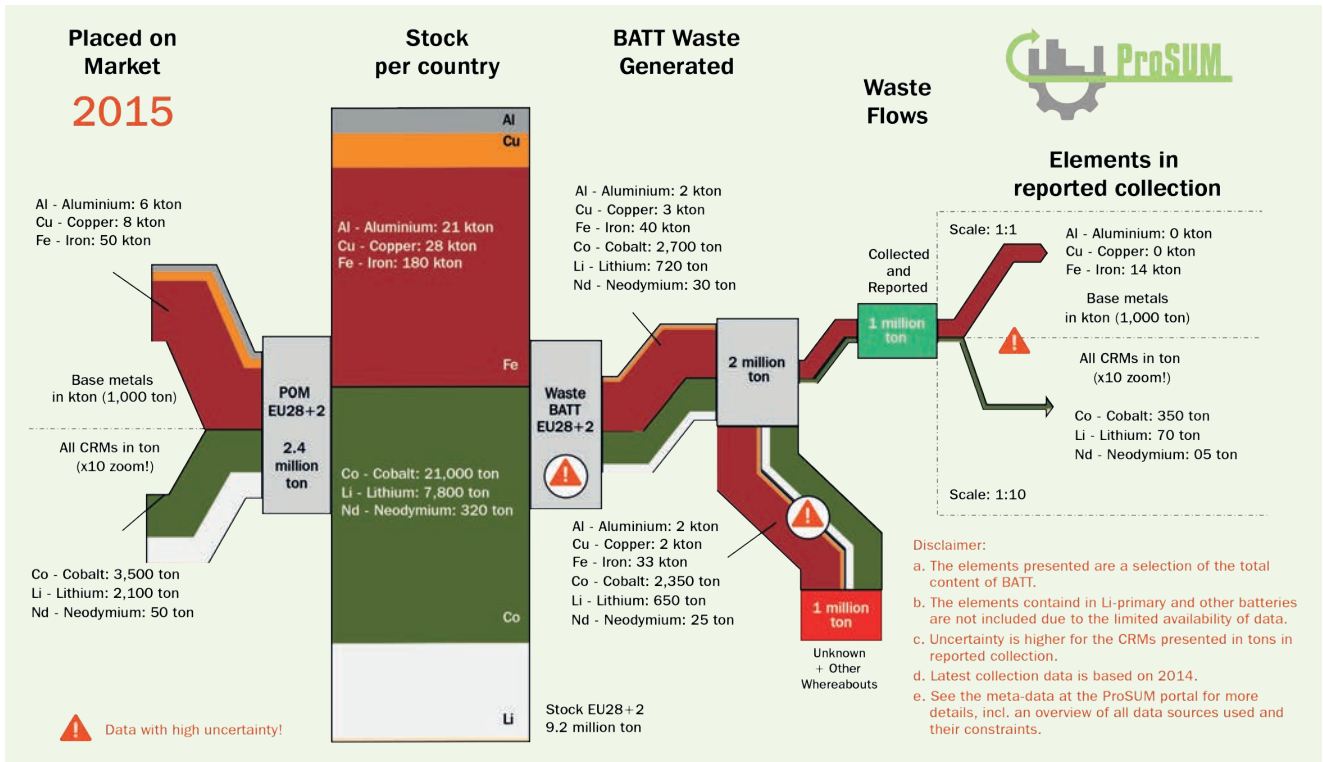 Placed on
Market
2015
Stock
per country
BATT Waste
Generated
Waste
Flows
ProSUM
Elements in
reported collection
Al - Aluminium: 6 kton
Cu - Copper: 8 kton
Fe - Iron: 50 kton
Base metals
in kton (1,000 ton)
All CRMs in ton
(x10 zoom!)
Co - Cobalt: 3,500 ton
Li - Lithium: 2,100 ton
Nd - Neodymium: 50 ton
POM
EU28+2
2.4
million
ton
Al
Cu
Al - Aluminium: 21 kton
Cu - Copper: 28 kton
Fe - Iron: 180 kton
Fe
Co - Cobalt: 21,000 ton
Li - Lithium: 7,800 ton
Nd - Neodymium: 320 ton
Co
Li
Stock EU28+2
9.2 million ton
Waste
BATT
EU28+2
!
Al - Aluminium: 2 kton
Cu - Copper: 3 kton
Fe - Iron: 40 kton
Co - Cobalt: 2,700 ton
Li - Lithium: 720 ton
Nd - Neodymium: 30 ton
2 million
ton
Al - Aluminium: 2 kton
Cu - Copper: 2 kton
Fe - Iron: 33 kton
Co - Cobalt: 2,350 ton
Li - Lithium: 650 ton
Nd - Neodymium: 25 ton
!
1 million
ton
Unknown
+ Other
Whereabouts
Collected
and
Reported
1 million
ton
Scale: 1:1
Al - Aluminium: 0 kton
Cu - Copper: 0 kton
Fe - Iron: 14 kton
Base metals
in kton (1,000 ton)
!
All CRMs in ton
(x10 zoom!)
Co - Cobalt: 350 ton
Li - Lithium: 70 ton
Nd - Neodymium: 05 ton
Scale: 1:10
Disclaimer:
a. The elements presented are a selection of the total
content of BATT.
b. The elements containd in Li-primary and other batteries
are not included due to the limited availability of data.
c. Uncertainty is higher for the CRMs presented in tons in
reported collection.
d. Latest collection data is based on 2014.
e. See the meta-data at the ProSUM portal for more
details, incl. an overview of all data sources used and
their constraints.
! Data with high uncertainty!